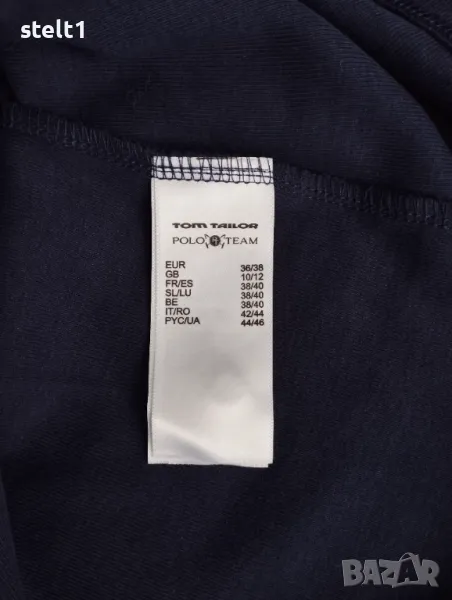 stelt1
TOM TAILOR
POLO TEAM
EUR 36/38
GB 10/12
FR/ES 38/40
SL/LU 38/40
BE 38/40
IT/RO 42/44
РУС/UA 44/46
BAZAR